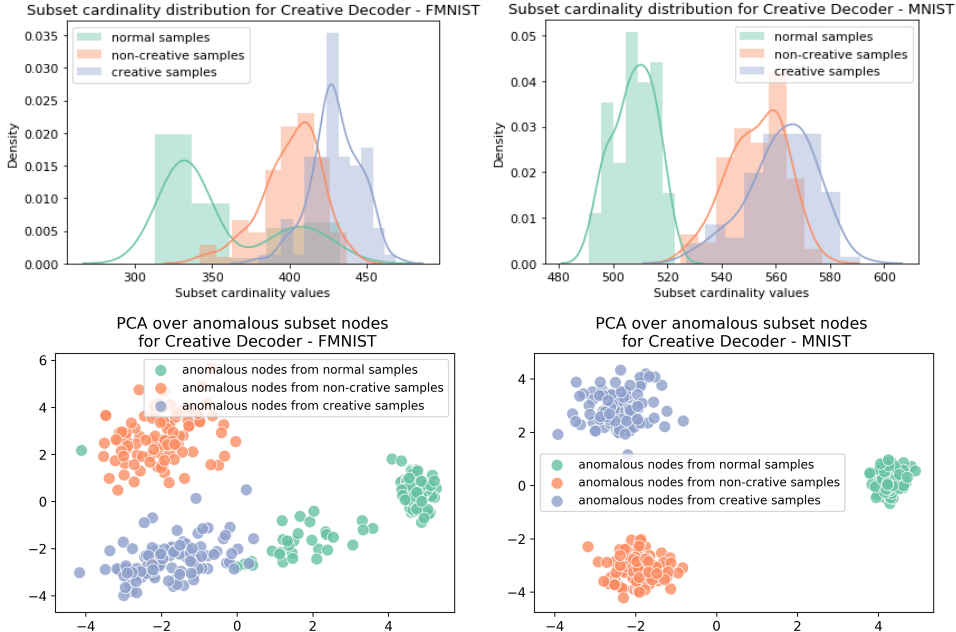 Subset cardinality distribution for Creative Decoder - FMNIST
0.035
0.030
0.025
0.020
0.015
0.010
0.005
0.000
Density
normal samples
non-creative samples
creative samples
300 350 400 450
Subset cardinality values
Subset cardinality distribution for Creative Decoder - MNIST
0.05
0.04
0.03
0.02
0.01
0.00
Density
normal samples
non-creative samples
creative samples
480 500 520 540 560 580 600
Subset cardinality values
PCA over anomalous subset nodes
for Creative Decoder - FMNIST
6
4
2
0
−2
−4
anomalous nodes from normal samples
anomalous nodes from non-crative samples
anomalous nodes from creative samples
−4 −2 0 2 4
PCA over anomalous subset nodes
for Creative Decoder - MNIST
4
2
0
−2
−4
anomalous nodes from normal samples
anomalous nodes from non-crative samples
anomalous nodes from creative samples
−4 −2 0 2 4